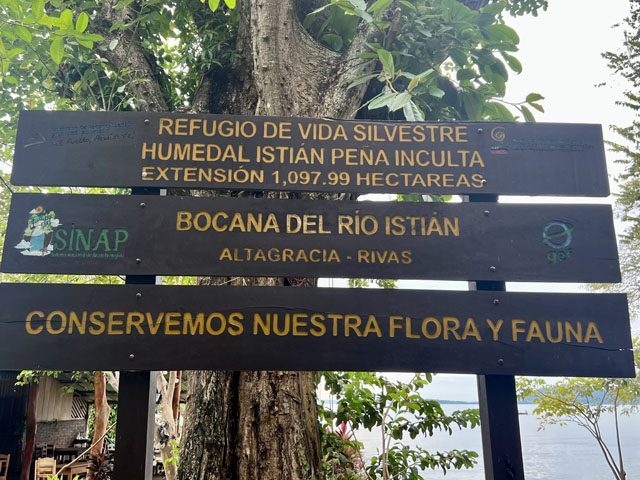 REFUGIO DE VIDA SILVESTRE
HUMEDAL ISTIÁN PEÑA INCULTA
EXTENSIÓN 1,097.99 HECTAREAS
SINAP
BOCANA DEL RÍO ISTIÁN
ALTAGRACIA - RIVAS
gef
CONSERVEMOS NUESTRA FLORA Y FAUNA